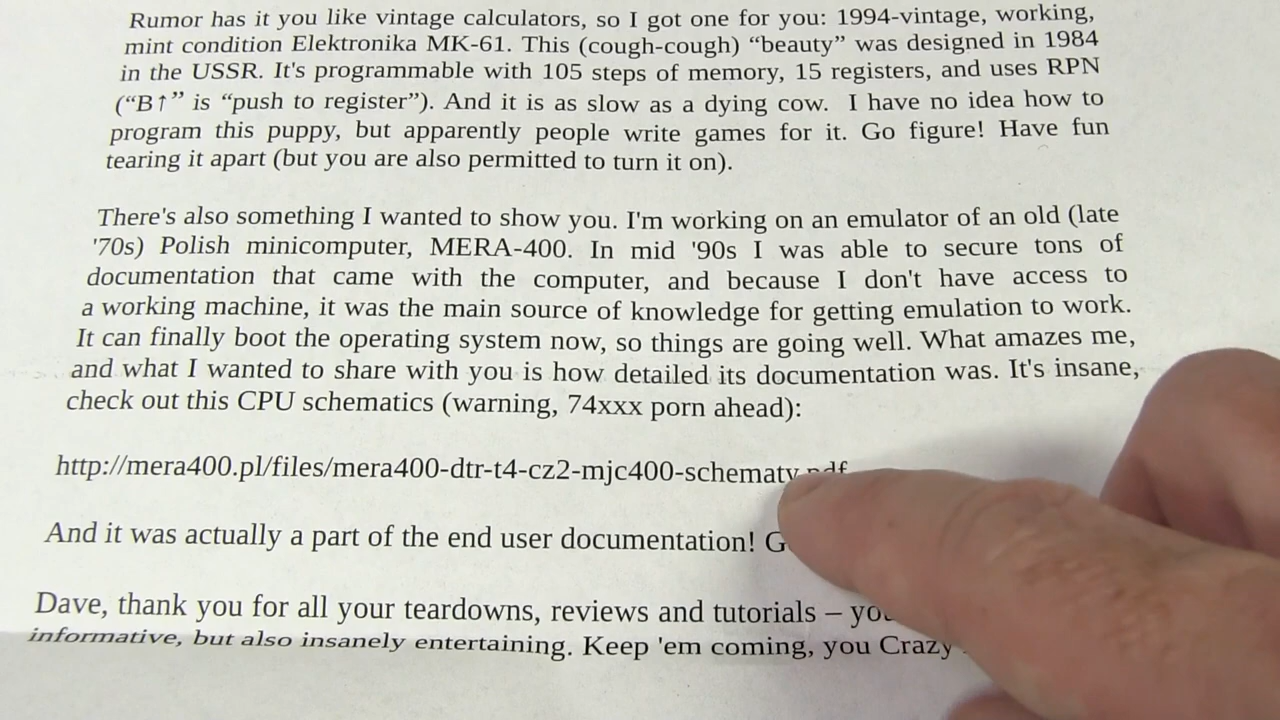 Rumor has it you like vintage calculators, so I got one for you: 1994-vintage, working,
mint condition Elektronika MK-61. This (cough-cough) “beauty” was designed in 1984
in the USSR. It's programmable with 105 steps of memory, 15 registers, and uses RPN
(“B↑” is “push to register”). And it is as slow as a dying cow. I have no idea how to
program this puppy, but apparently people write games for it. Go figure! Have fun
tearing it apart (but you are also permitted to turn it on).
There's also something I wanted to show you. I'm working on an emulator of an old (late
'70s) Polish minicomputer, MERA-400. In mid '90s I was able to secure tons of
documentation that came with the computer, and because I don't have access to
a working machine, it was the main source of knowledge for getting emulation to work.
It can finally boot the operating system now, so things are going well. What amazes me,
and what I wanted to share with you is how detailed its documentation was. It's insane,
check out this CPU schematics (warning, 74xxx porn ahead):
http://mera400.pl/files/mera400-dtr-t4-cz2-mjc400-schematy.pdf
And it was actually a part of the end user documentation!
Dave, thank you for all your teardowns, reviews and tutorials –
informative, but also insanely entertaining. Keep 'em coming, you Crazy